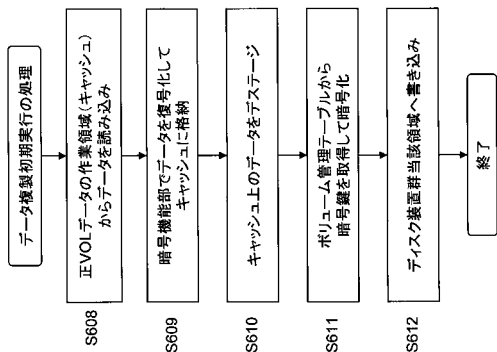 データ複製初期実行の処理
S608
正VOLデータの作業領域(キャッシュ)
からデータを読み込み
S609
暗号機能部でデータを復号化して
キャッシュに格納
S610
キャッシュ上のデータをデステージ
S611
ボリューム管理テーブルから
暗号鍵を取得して暗号化
S612
ディスク装置群当該領域へ書き込み
終了